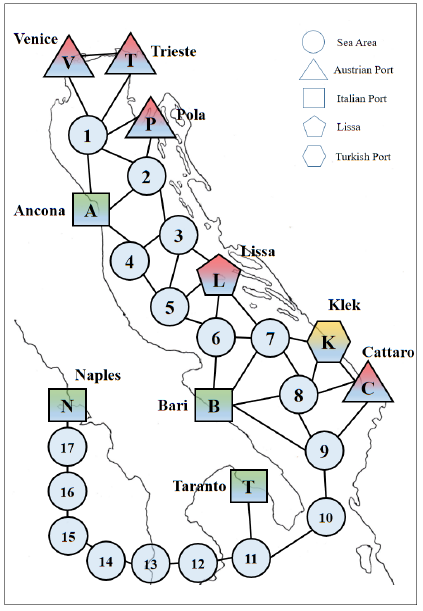 Venice
Trieste
V
T
Sea Area
Austrian Port
Italian Port
Lissa
Turkish Port
P
Pola
1
2
Ancona
A
3
4
Lissa
L
5
6
7
Klek
K
Cattaro
C
8
Naples
N
Bari
B
17
9
Taranto
T
16
10
15
14
13
12
11